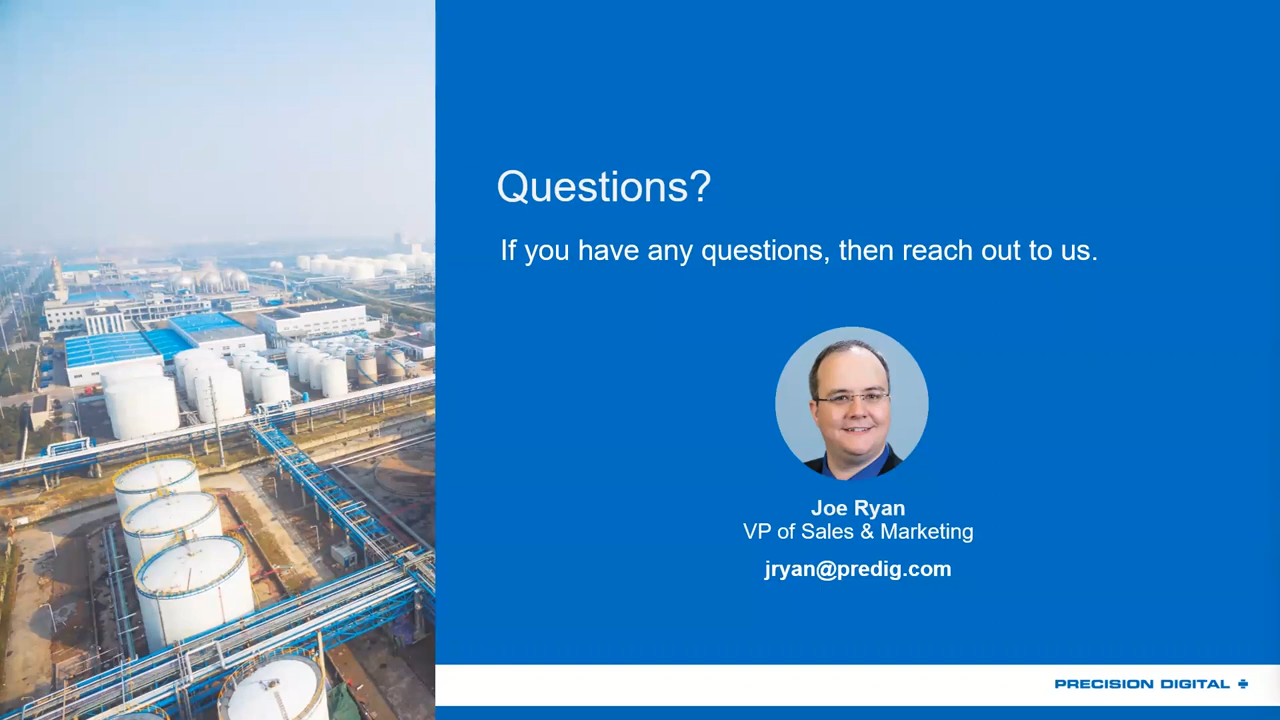 Questions?
If you have any questions, then reach out to us.
Joe Ryan
VP of Sales & Marketing
jryan@predig.com
PRECISION DIGITAL